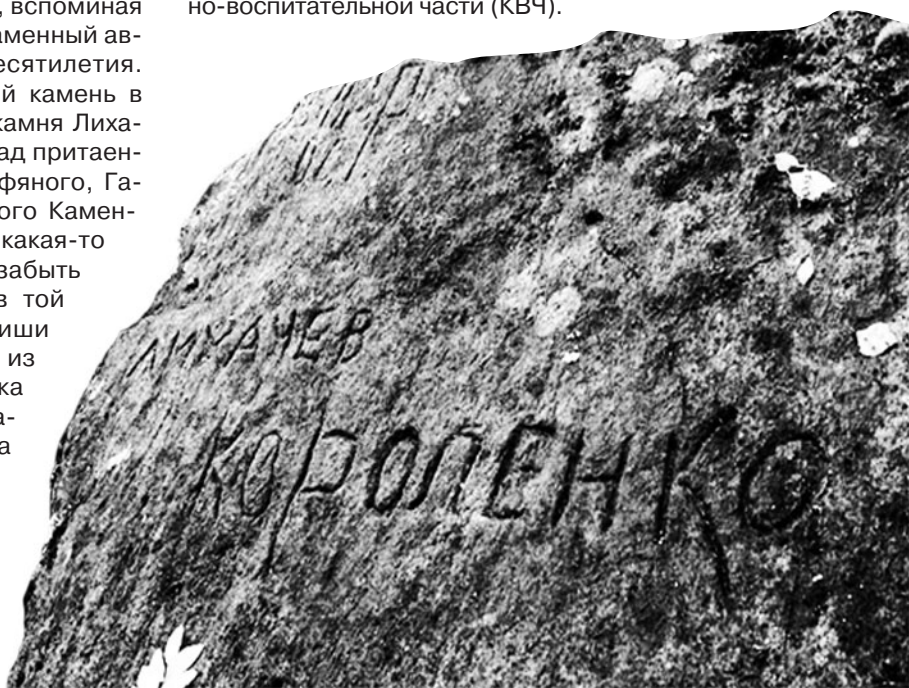 , вспоминая
аменный ав-
есятилетия.
й камень в
камня Лиха-
ад притаен-
фяного, Га-
ого Камен-
какая-то
забыть
в той
иши
из
ка
а-
а
но-воспитательной части (КВЧ).
ЛИХАЧЕВ
КОРОПЕНКО